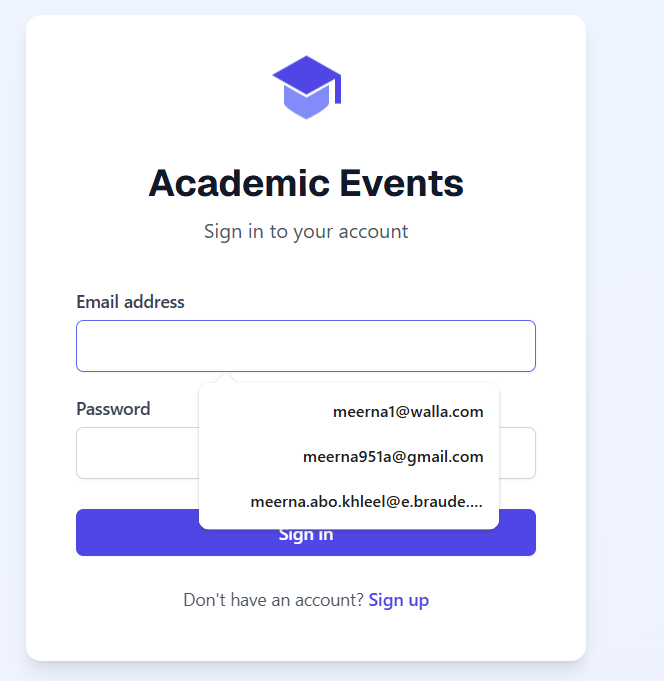 Academic Events
Sign in to your account
Email address
Password
meerna1@walla.com
meerna951a@gmail.com
meerna.abo.khleel@e.braude....
Sign in
Don't have an account? Sign up